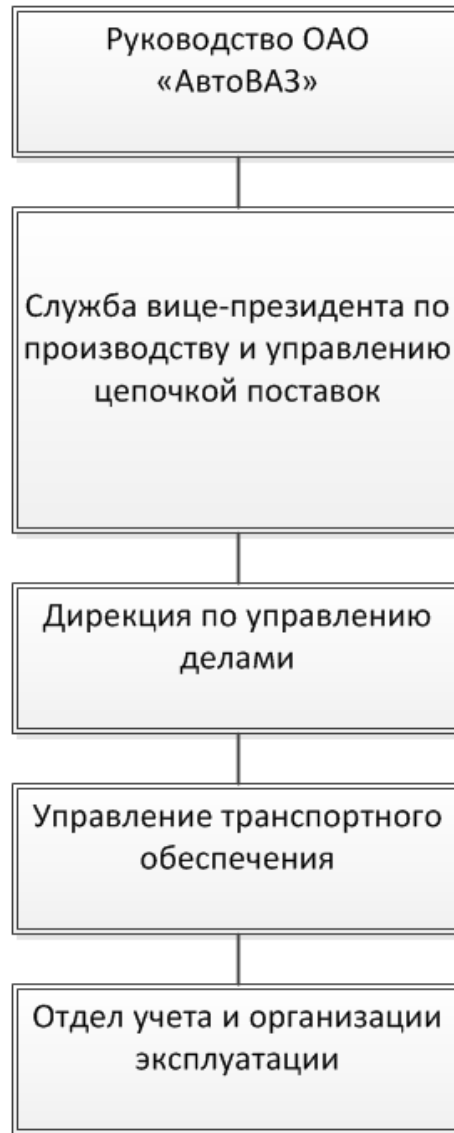 Руководство ОАО
«АвтоВАЗ»
Служба вице-президента по
производству и управлению
цепочкой поставок
Дирекция по управлению
делами
Управление транспортного
обеспечения
Отдел учета и организации
эксплуатации